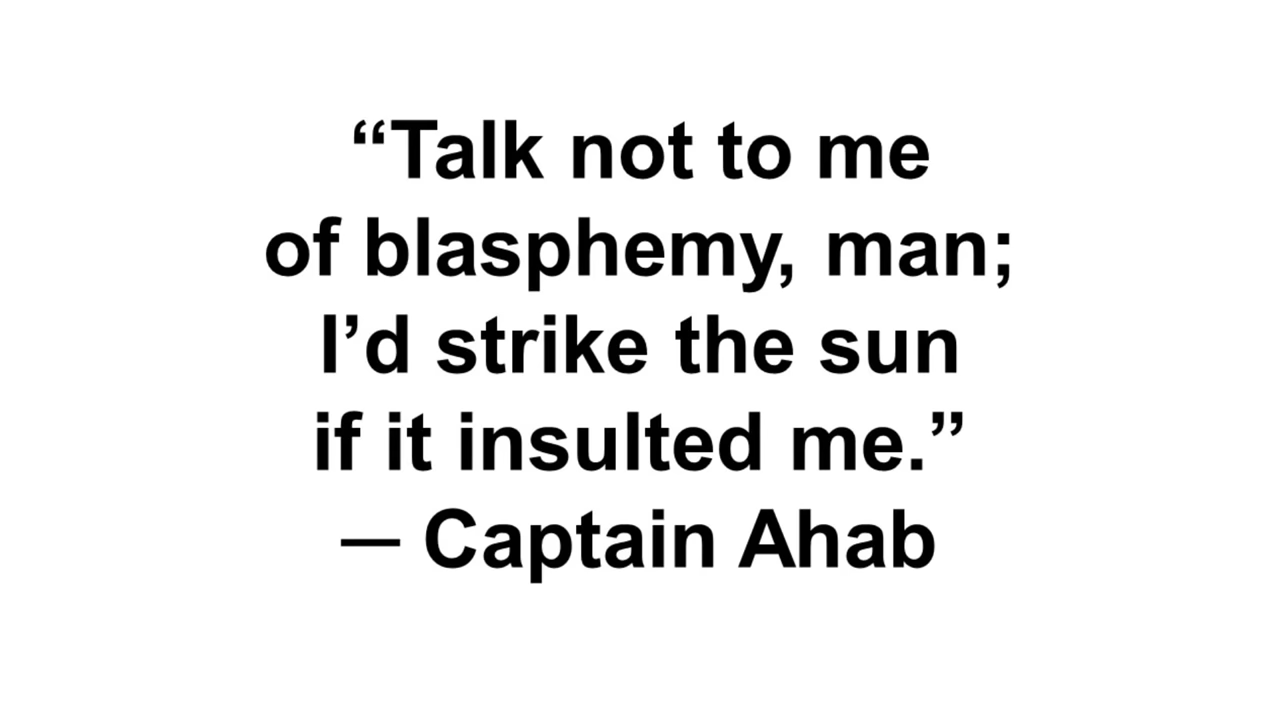 “Talk not to me
of blasphemy, man;
I’d strike the sun
if it insulted me.”
— Captain Ahab